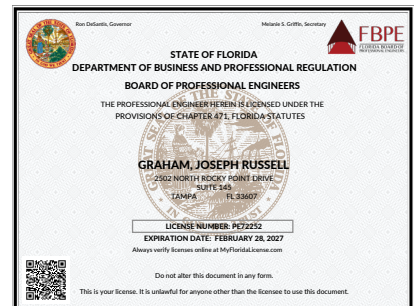 Ron DeSantis, Governor
Melanie S. Griffin, Secretary
FBPE
FLORIDA BOARD OF
PROFESSIONAL ENGINEERS
STATE OF FLORIDA
DEPARTMENT OF BUSINESS AND PROFESSIONAL REGULATION
BOARD OF PROFESSIONAL ENGINEERS
THE PROFESSIONAL ENGINEER HEREIN IS LICENSED UNDER THE
PROVISIONS OF CHAPTER 471, FLORIDA STATUTES
GRAHAM, JOSEPH RUSSELL
2502 NORTH ROCKY POINT DRIVE
SUITE 145
TAMPA FL 33607
LICENSE NUMBER: PE72252
EXPIRATION DATE: FEBRUARY 28, 2027
Always verify licenses online at MyFloridaLicense.com
Do not alter this document in any form.
This is your license. It is unlawful for anyone other than the licensee to use this document.